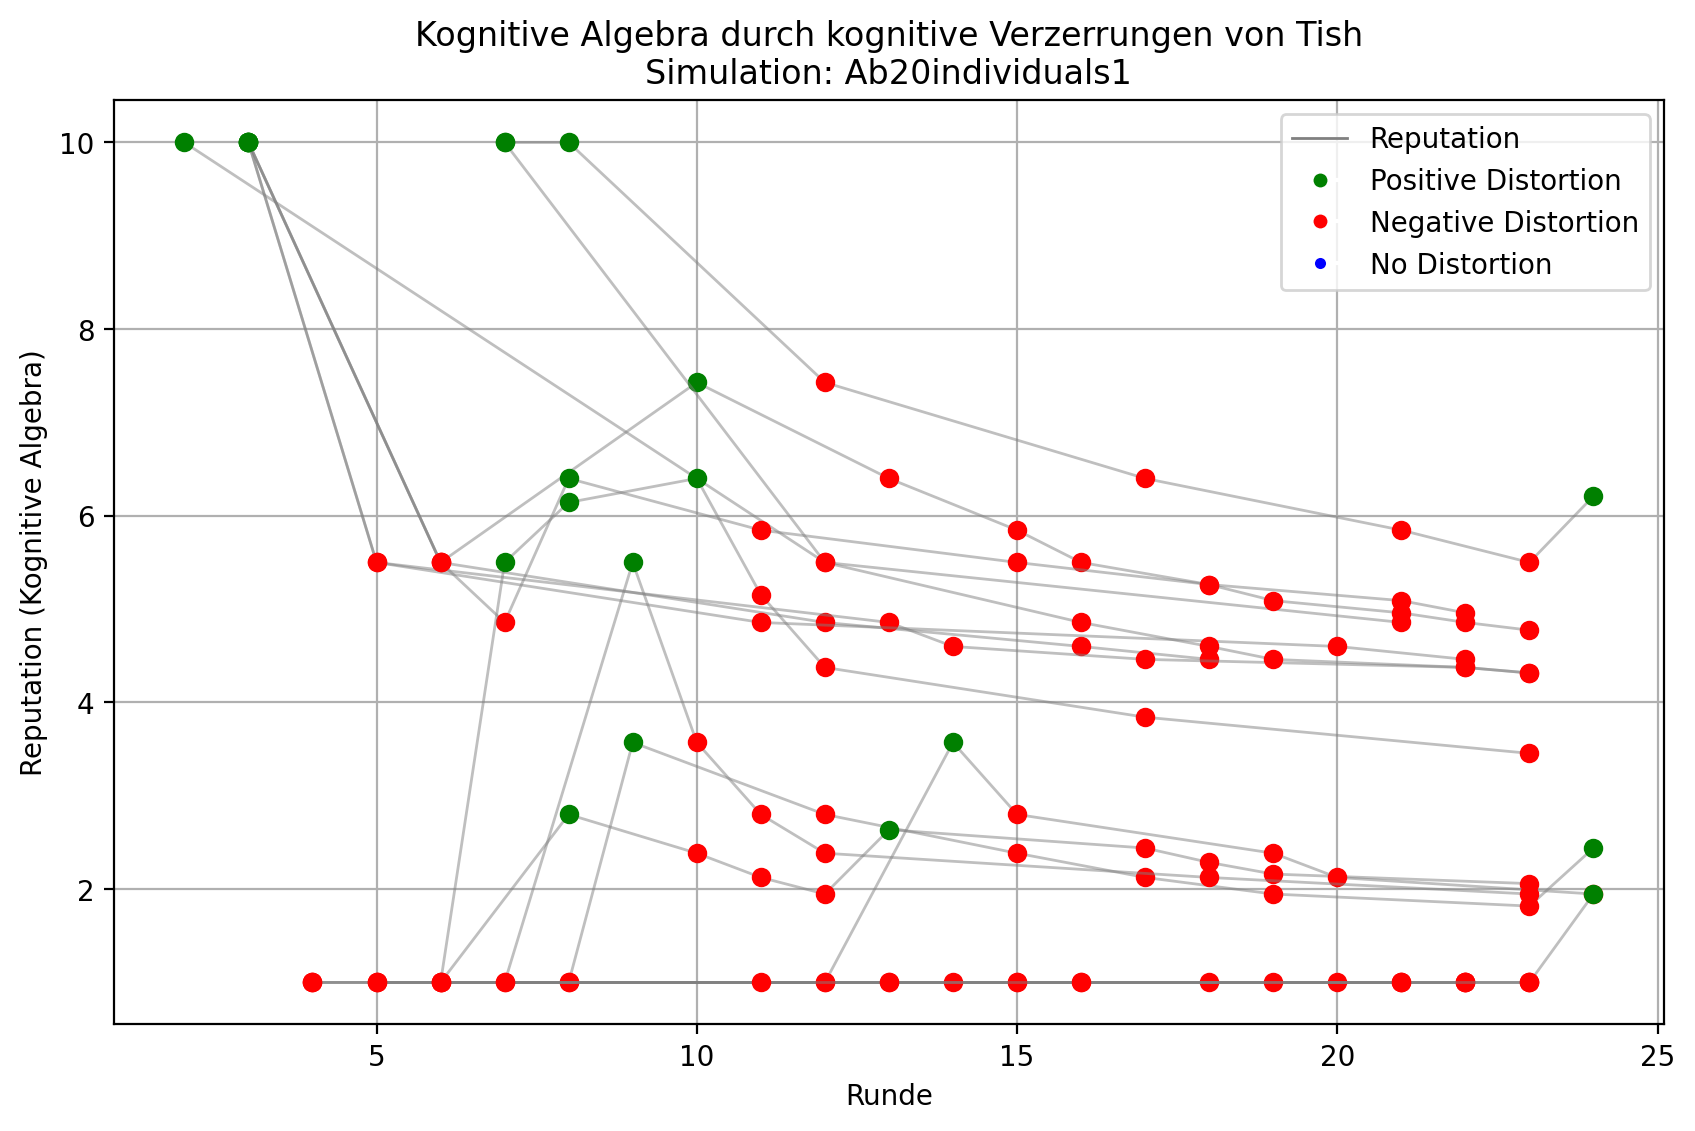 Kognitive Algebra durch kognitive Verzerrungen von Tish
Simulation: Ab20individuals1
Reputation
Positive Distortion
Negative Distortion
No Distortion
Reputation (Kognitive Algebra)
10
8
6
4
2
5
10
15
20
25
Runde